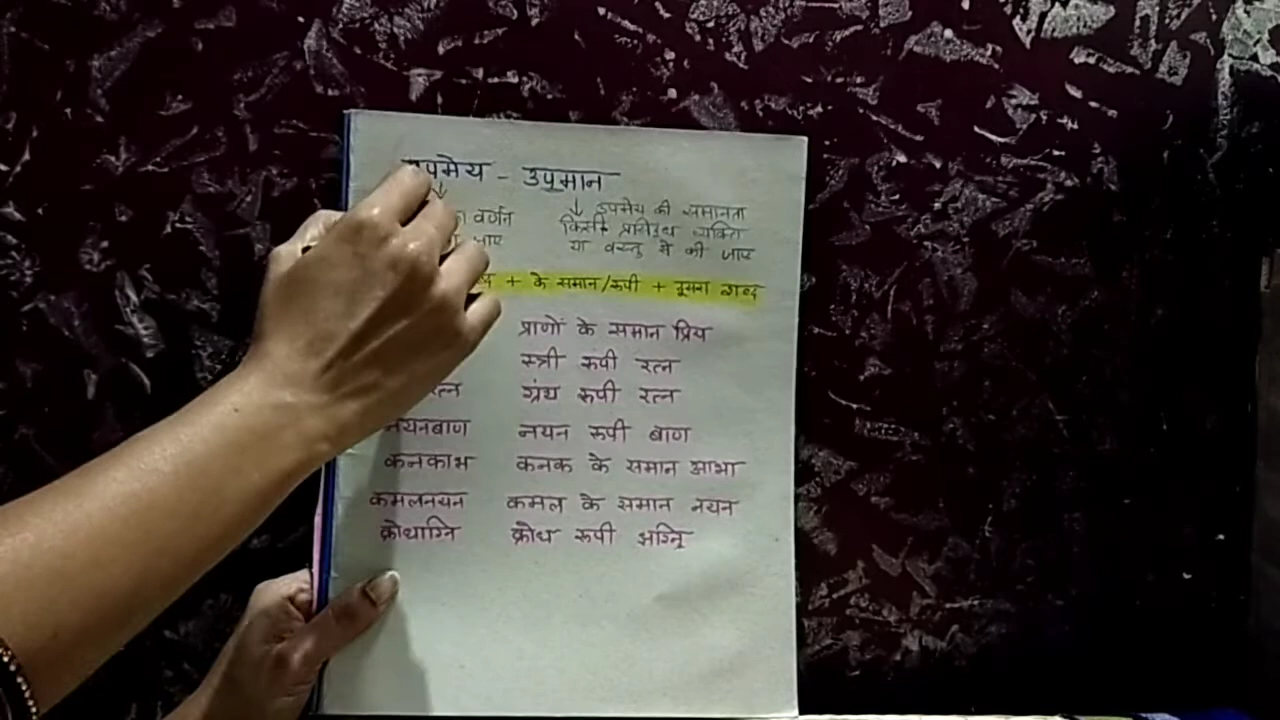 उपमेय - उपमान
का वर्णन ↓ उपमेय की समानता
जाए किसी प्रसिद्ध व्यक्ति
या वस्तु से की जाए
+ के समान/रूपी + दूसरा शब्द
प्राणों के समान प्रिय
स्त्री रूपी रत्न
रत्न ग्रंथ रूपी रत्न
नयनबाण नयन रूपी बाण
कनकाभ कनक के समान आभा
कमलनयन कमल के समान नयन
क्रोधाग्नि क्रोध रूपी अग्नि